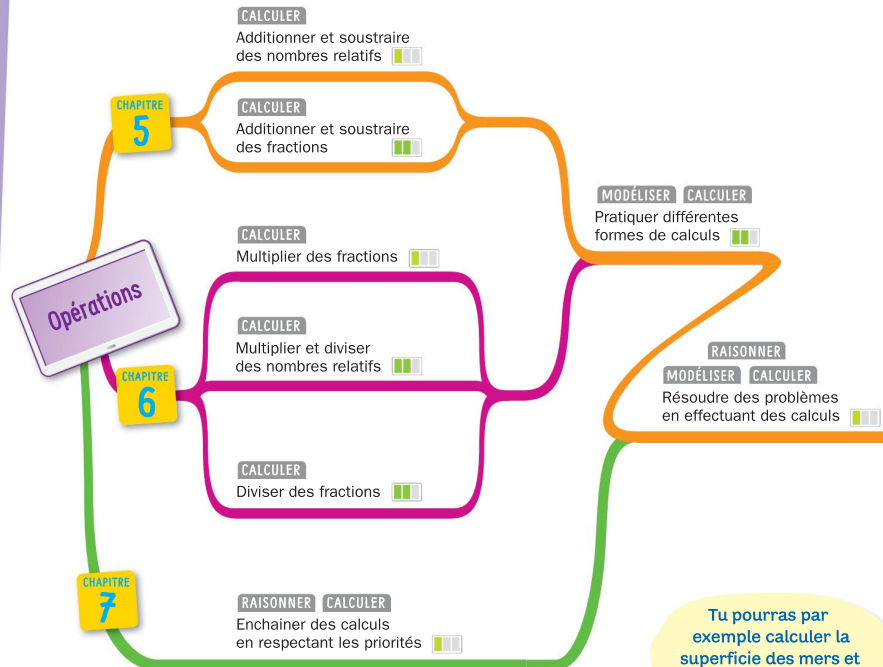 CALCULER
Additionner et soustraire
des nombres relatifs
CHAPITRE
5
CALCULER
Additionner et soustraire
des fractions
MODÉLISER CALCULER
Pratiquer différentes
formes de calculs
CALCULER
Multiplier des fractions
Opérations
CALCULER
Multiplier et diviser
des nombres relatifs
CHAPITRE
6
RAISONNER
MODÉLISER CALCULER
Résoudre des problèmes
en effectuant des calculs
CALCULER
Diviser des fractions
CHAPITRE
7
RAISONNER CALCULER
Enchainer des calculs
en respectant les priorités
Tu pourras par
exemple calculer la
superficie des mers et